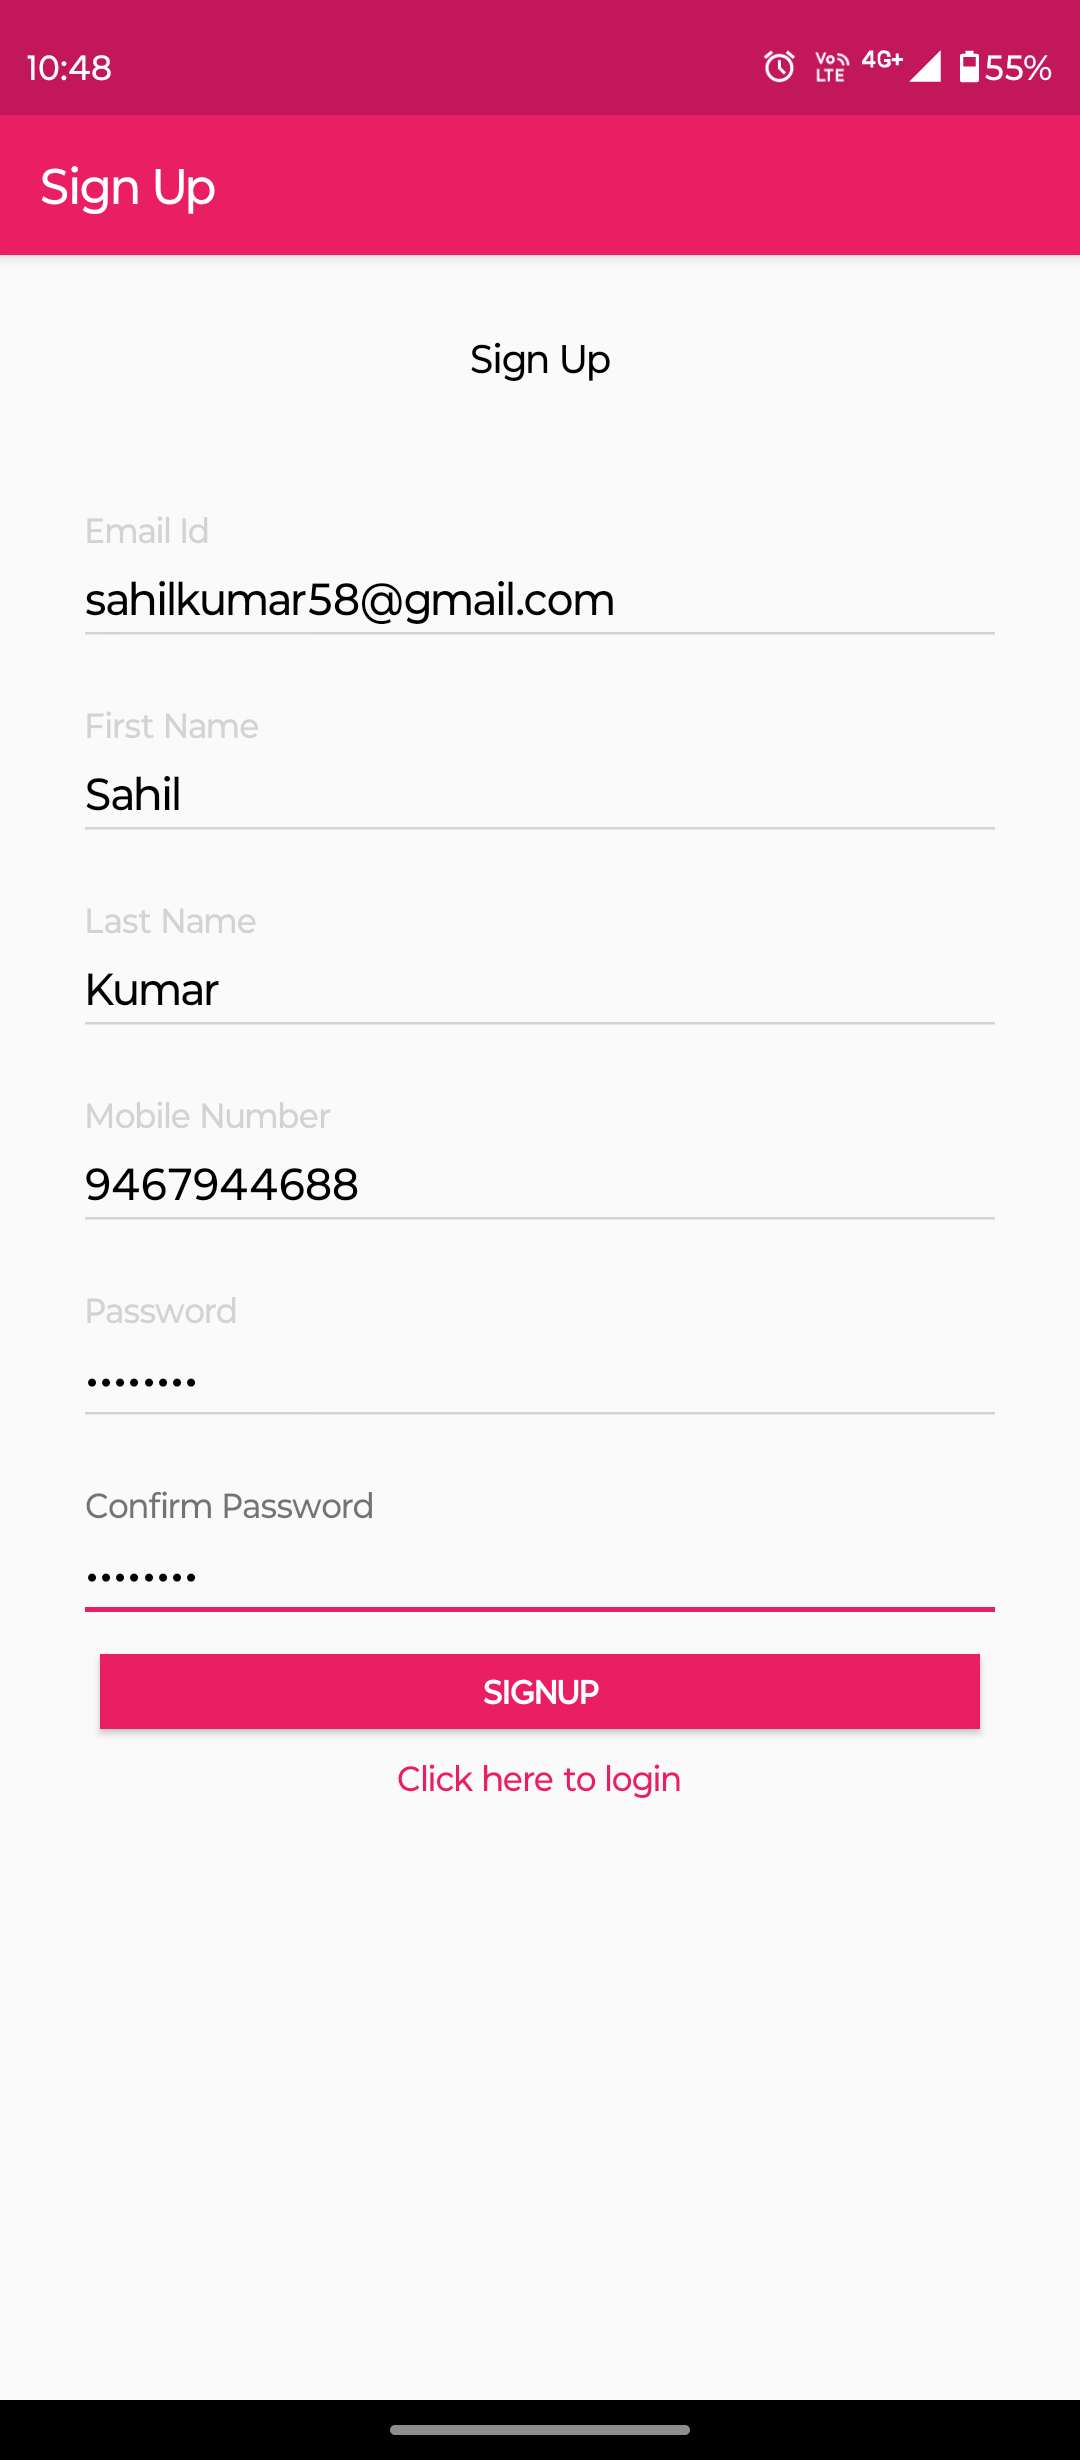 10:48 Vo LTE 4G+ 55%
Sign Up
Sign Up
Email Id
sahilkumar58@gmail.com
First Name
Sahil
Last Name
Kumar
Mobile Number
9467944688
Password
••••••••
Confirm Password
••••••••
SIGNUP
Click here to login